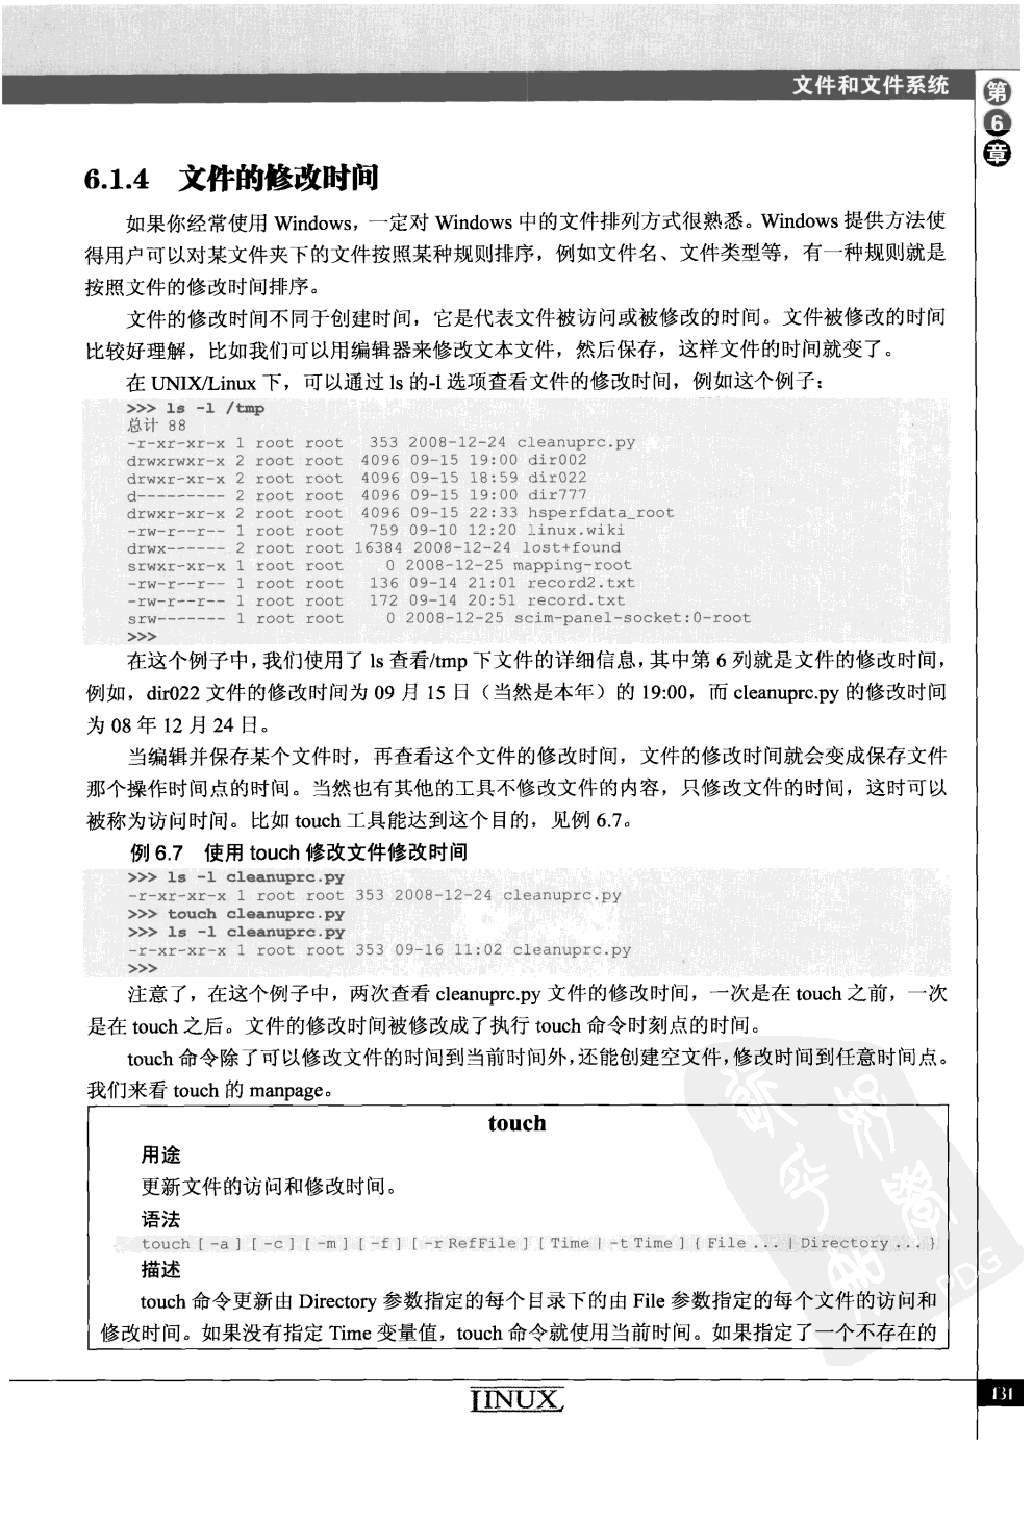 文件和文件系统
第6章
6.1.4 文件的修改时间
如果你经常使用 Windows，一定对 Windows 中的文件排列方式很熟悉。Windows 提供方法使
得用户可以对某文件夹下的文件按照某种规则排序，例如文件名、文件类型等，有一种规则就是
按照文件的修改时间排序。
文件的修改时间不同于创建时间，它是代表文件被访问或被修改的时间。文件被修改的时间
比较好理解，比如我们可以用编辑器来修改文本文件，然后保存，这样文件的时间就变了。
在 UNIX/Linux 下，可以通过 ls 的-l 选项查看文件的修改时间，例如这个例子：
>>> ls -l /tmp
总计 88
-r-xr-xr-x 1 root root 353 2008-12-24 cleanuprc.py
drwxrwxr-x 2 root root 4096 09-15 19:00 dir002
drwxr-xr-x 2 root root 4096 09-15 18:59 dir022
d--------- 2 root root 4096 09-15 19:00 dir777
drwxr-xr-x 2 root root 4096 09-15 22:33 hsperfdata_root
-rw-r--r-- 1 root root 759 09-10 12:20 linux.wiki
drwx------ 2 root root 16384 2008-12-24 lost+found
srwxr-xr-x 1 root root 0 2008-12-25 mapping-root
-rw-r--r-- 1 root root 136 09-14 21:01 record2.txt
-rw-r--r-- 1 root root 172 09-14 20:51 record.txt
srw------- 1 root root 0 2008-12-25 scim-panel-socket:0-root
>>>
在这个例子中，我们使用了 ls 查看/tmp 下文件的详细信息，其中第 6 列就是文件的修改时间，
例如，dir022 文件的修改时间为 09 月 15 日（当然是本年）的 19:00，而 cleanuprc.py 的修改时间
为 08 年 12 月 24 日。
当编辑并保存某个文件时，再查看这个文件的修改时间，文件的修改时间就会变成保存文件
那个操作时间点的时间。当然也有其他的工具不修改文件的内容，只修改文件的时间，这时可以
被称为访问时间。比如 touch 工具能达到这个目的，见例 6.7。
例 6.7 使用 touch 修改文件修改时间
>>> ls -l cleanuprc.py
-r-xr-xr-x 1 root root 353 2008-12-24 cleanuprc.py
>>> touch cleanuprc.py
>>> ls -l cleanuprc.py
-r-xr-xr-x 1 root root 353 09-16 11:02 cleanuprc.py
>>>
注意了，在这个例子中，两次查看 cleanuprc.py 文件的修改时间，一次是在 touch 之前，一次
是在 touch 之后。文件的修改时间被修改成了执行 touch 命令时刻点的时间。
touch 命令除了可以修改文件的时间到当前时间外，还能创建空文件，修改时间到任意时间点。
我们来看 touch 的 manpage。
touch
用途
更新文件的访问和修改时间。
语法
touch [ -a ] [ -c ] [ -m ] [ -f ] [ -r RefFile ] [ Time | -t Time ] { File ... | Directory ... }
描述
touch 命令更新由 Directory 参数指定的每个目录下的由 File 参数指定的每个文件的访问和
修改时间。如果没有指定 Time 变量值，touch 命令就使用当前时间。如果指定了一个不存在的
PDG
LINUX
131